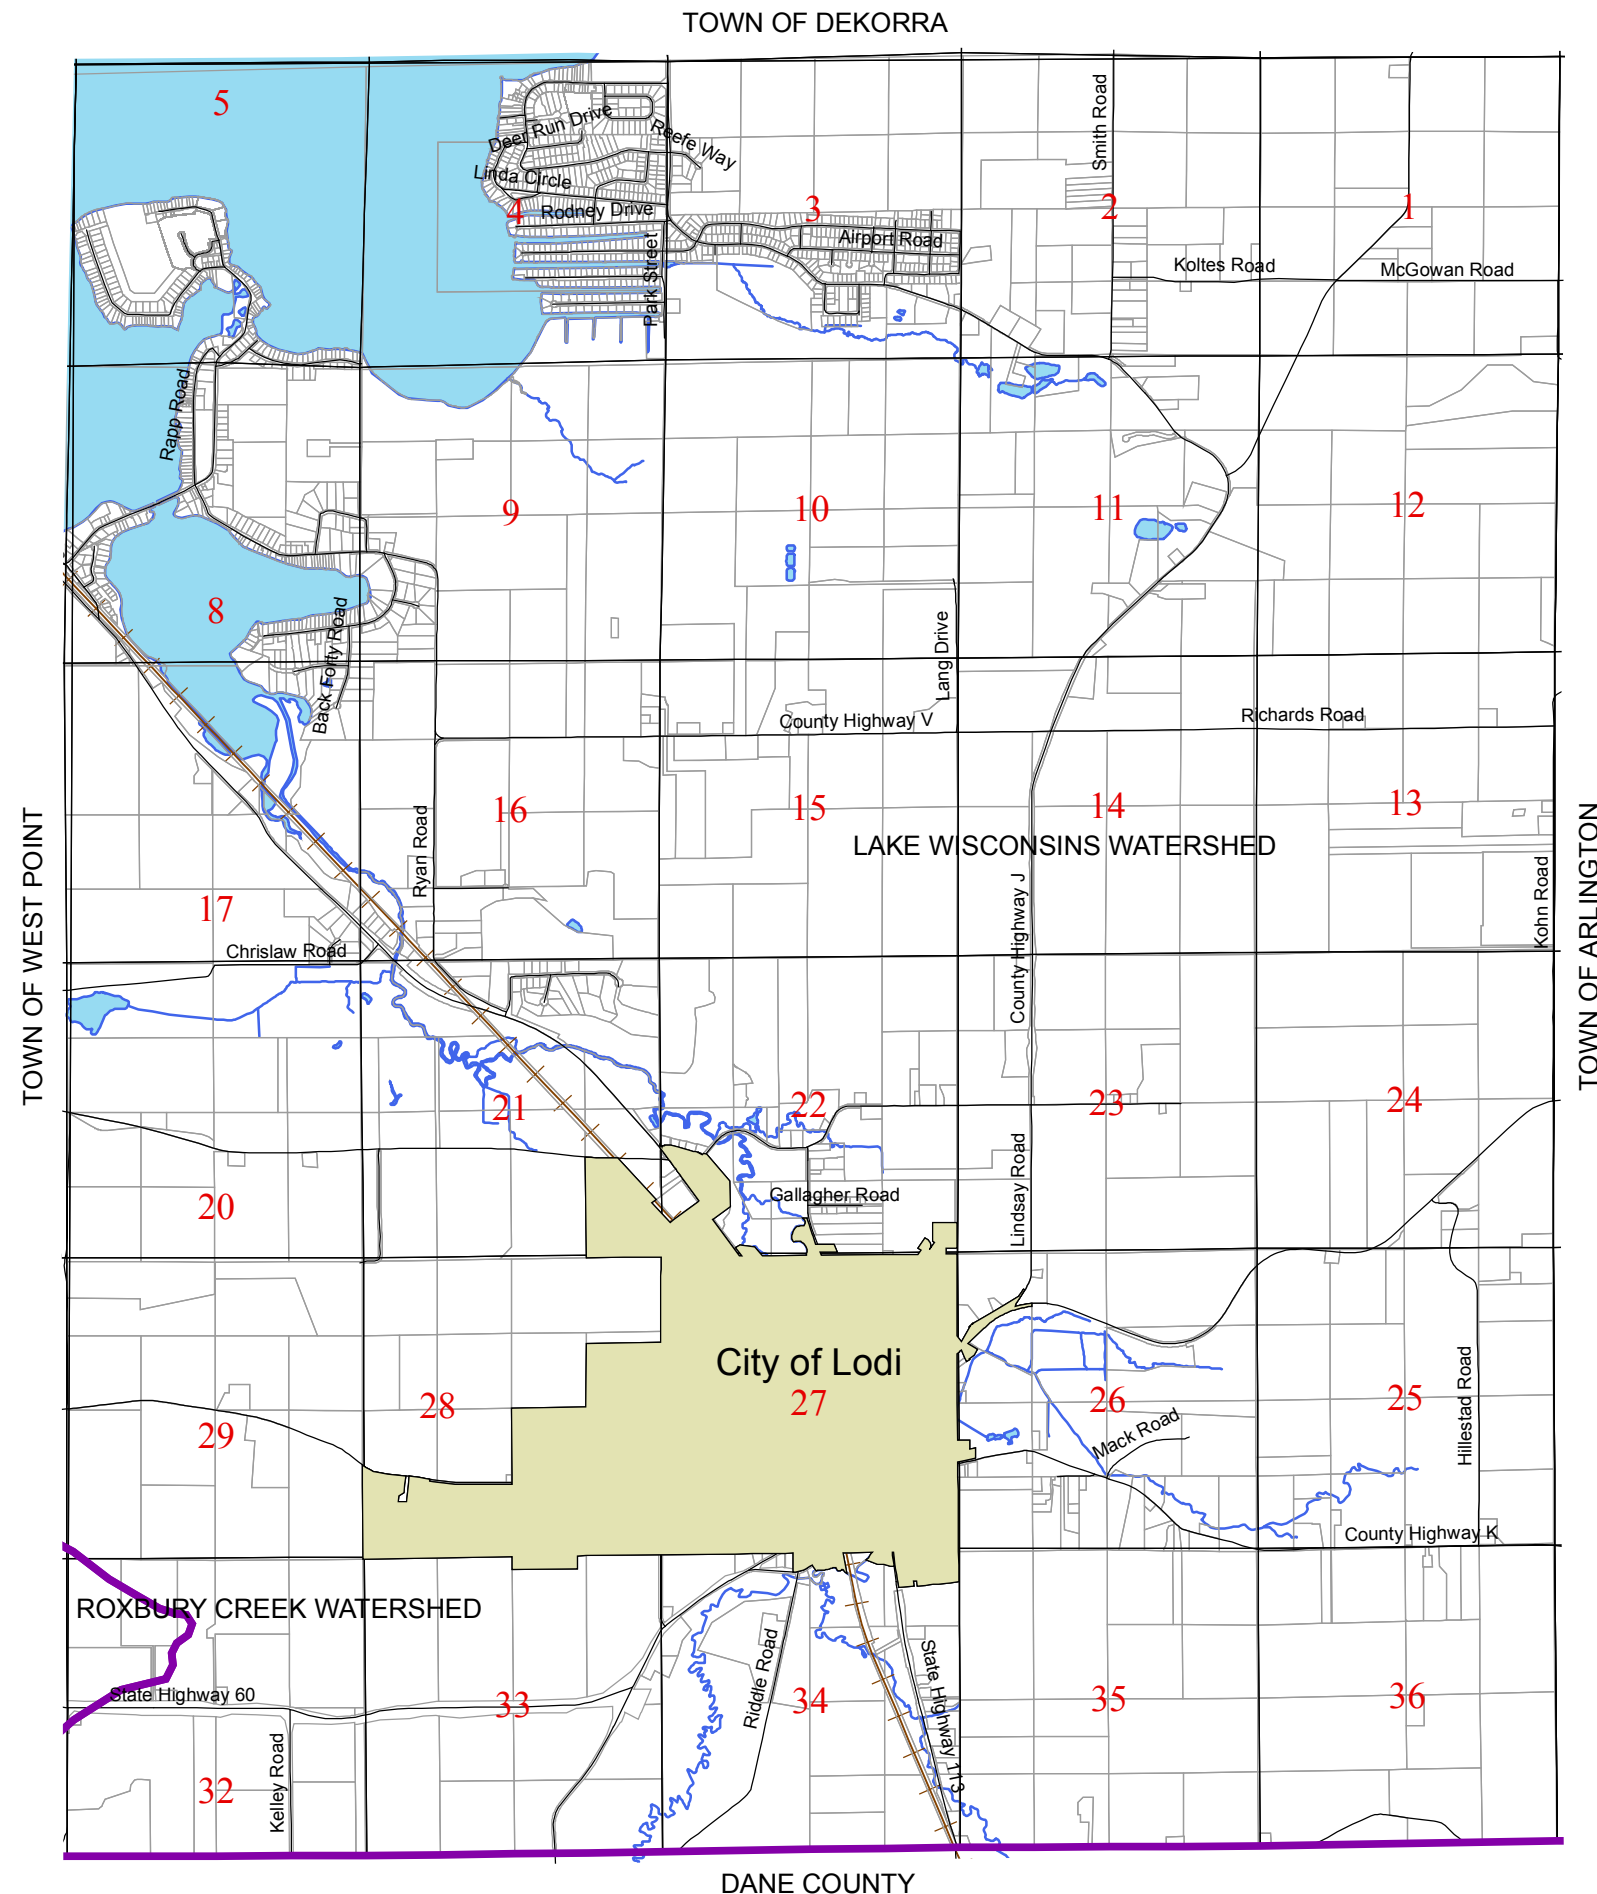 TOWN OF DEKORRA
5
Smith Road
Deer Run Drive
Reefe Way
Linda Circle
4
Rodney Drive
3
2
1
Airport Road
Park Street
Koltes Road
McGowan Road
Rapp Road
9
10
11
12
8
Back Forty Road
Lang Drive
County Highway V
Richards Road
16
15
14
13
LAKE WISCONSINS WATERSHED
TOWN OF WEST POINT
Ryan Road
17
Chrislaw Road
County Highway J
Kohn Road
TOWN OF ARLINGTON
21
22
23
24
20
Gallagher Road
Lindsay Road
City of Lodi
27
28
29
26
25
Mack Road
Hillestad Road
County Highway K
ROXBURY CREEK WATERSHED
State Highway 60
33
Riddle Road
34
State Highway 113
35
36
32
Kelley Road
DANE COUNTY